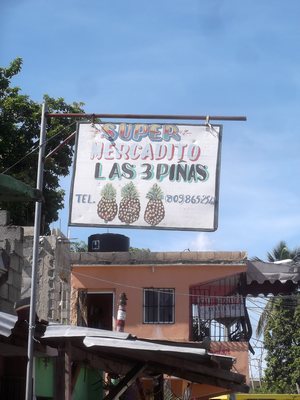 SUPER
MERCADITO
LAS 3 PIÑAS
TEL.